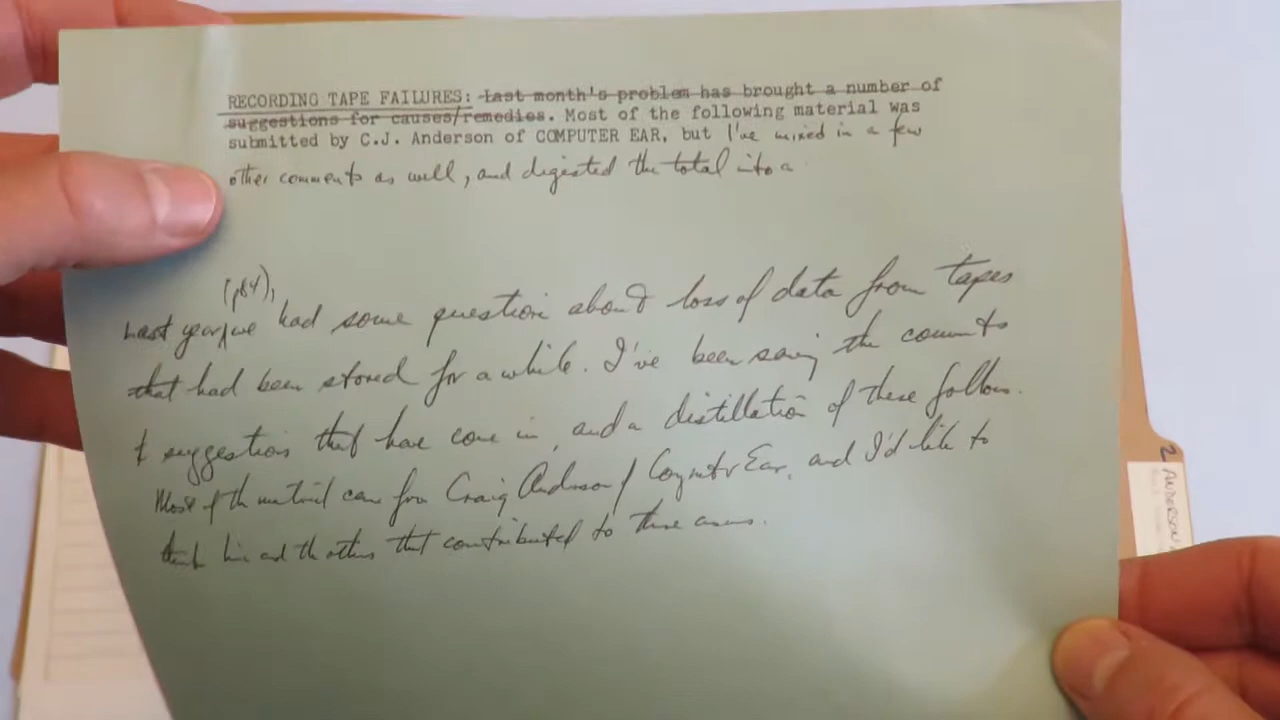 RECORDING TAPE FAILURES: Last month's problem has brought a number of
suggestions for causes/remedies. Most of the following material was
submitted by C.J. Anderson of COMPUTER EAR, but I've mixed in a few
other comments as well, and digested the total into a
(p84),
Last year, we had some question about loss of data from tapes
that had been stored for a while. I've been saving the comments
& suggestions that have come in, and a distillation of these follows.
Most of the material came from Craig Anderson of Computer Ear, and I'd like to
thank him and the others that contributed to these
2 ANDERSON